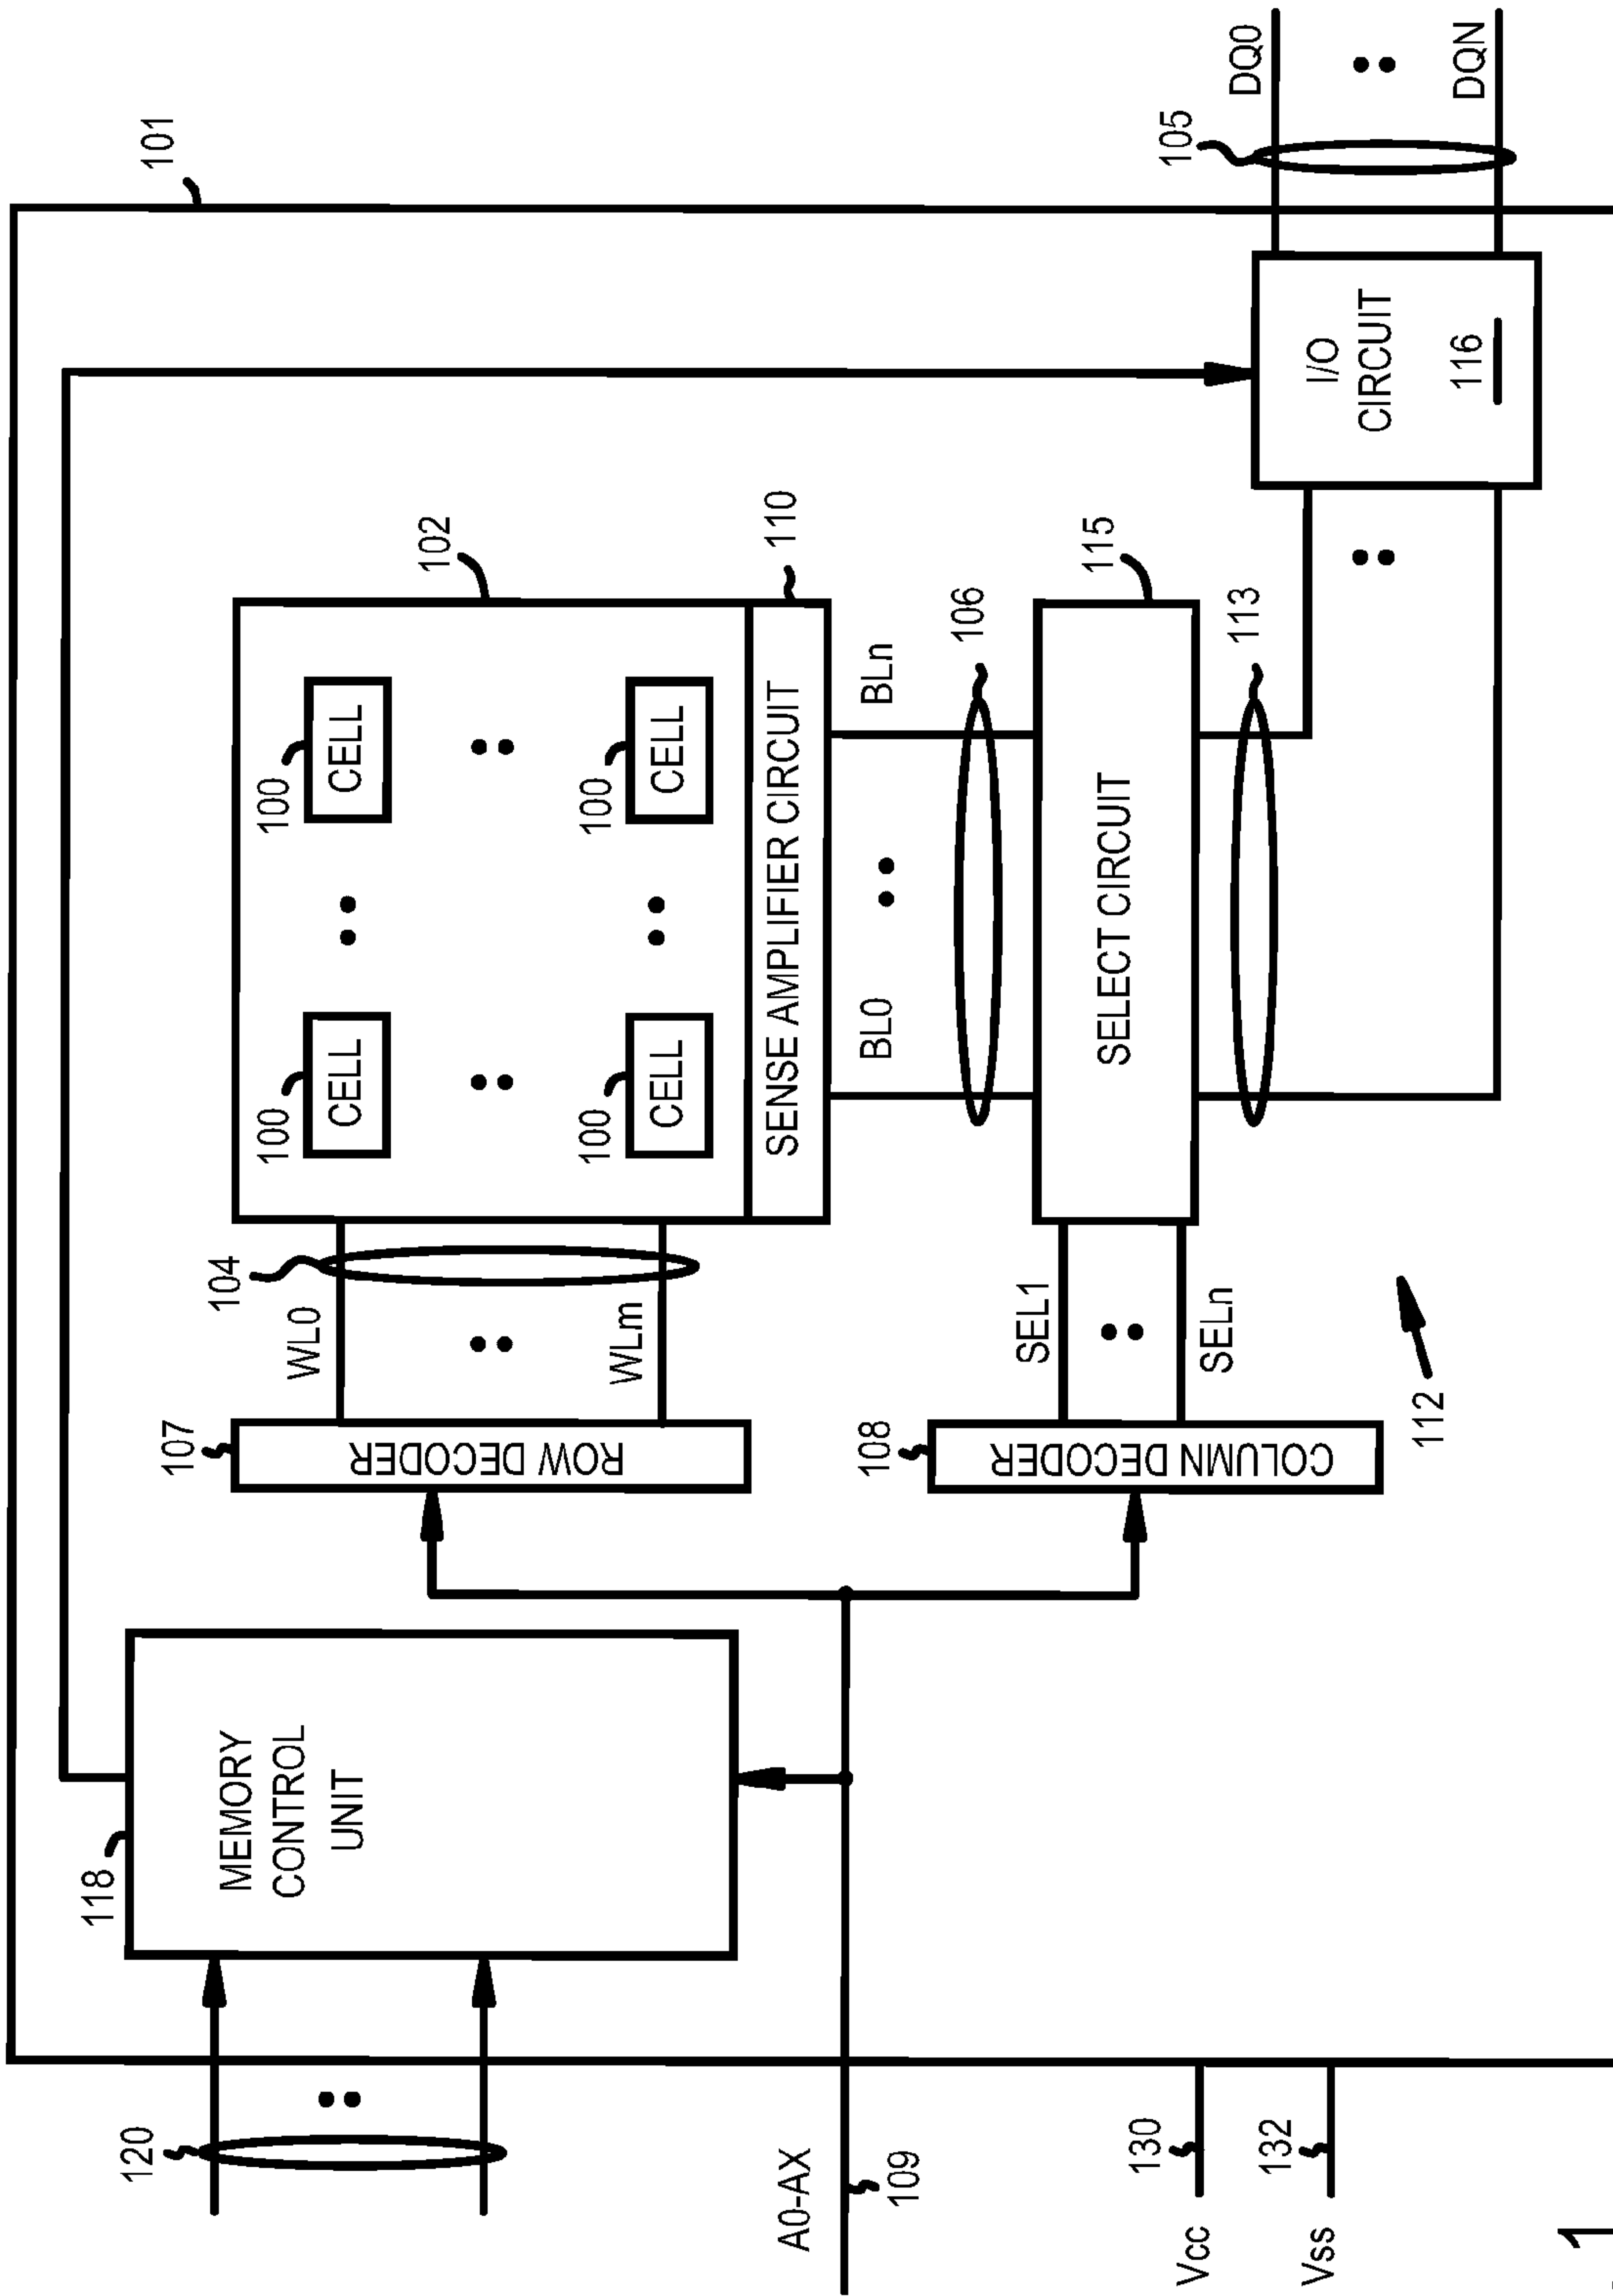 101
118
MEMORY
CONTROL
UNIT
120
107
ROW DECODER
104
WL0
WLm
102
100
CELL
100
CELL
100
CELL
100
CELL
SENSE AMPLIFIER CIRCUIT
110
BL0
BLn
106
A0-AX
109
108
COLUMN DECODER
SEL1
SELn
SELECT CIRCUIT
115
113
112
I/O
CIRCUIT
116
105
DQ0
DQN
Vcc
130
Vss
132
1